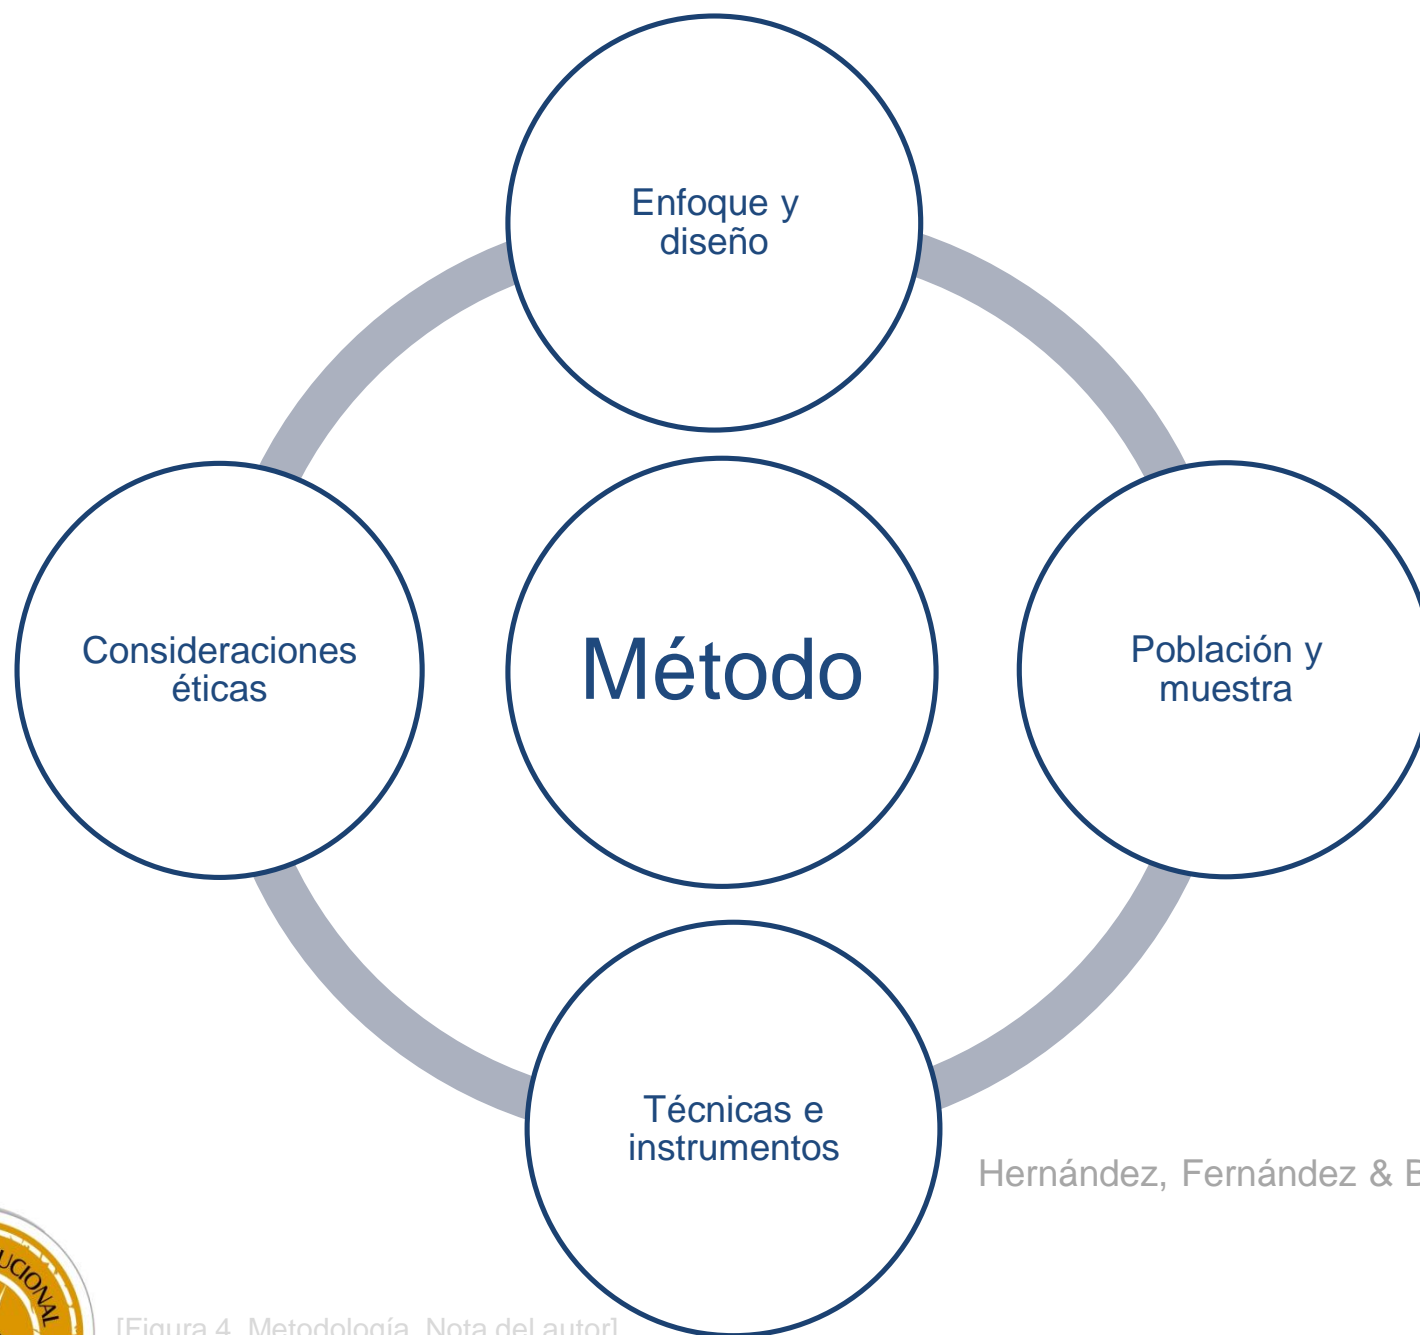 Enfoque y
diseño
Consideraciones
éticas
Método
Población y
muestra
Técnicas e
instrumentos
Hernández, Fernández &
[Figura 4. Metodología. Nota del autor]